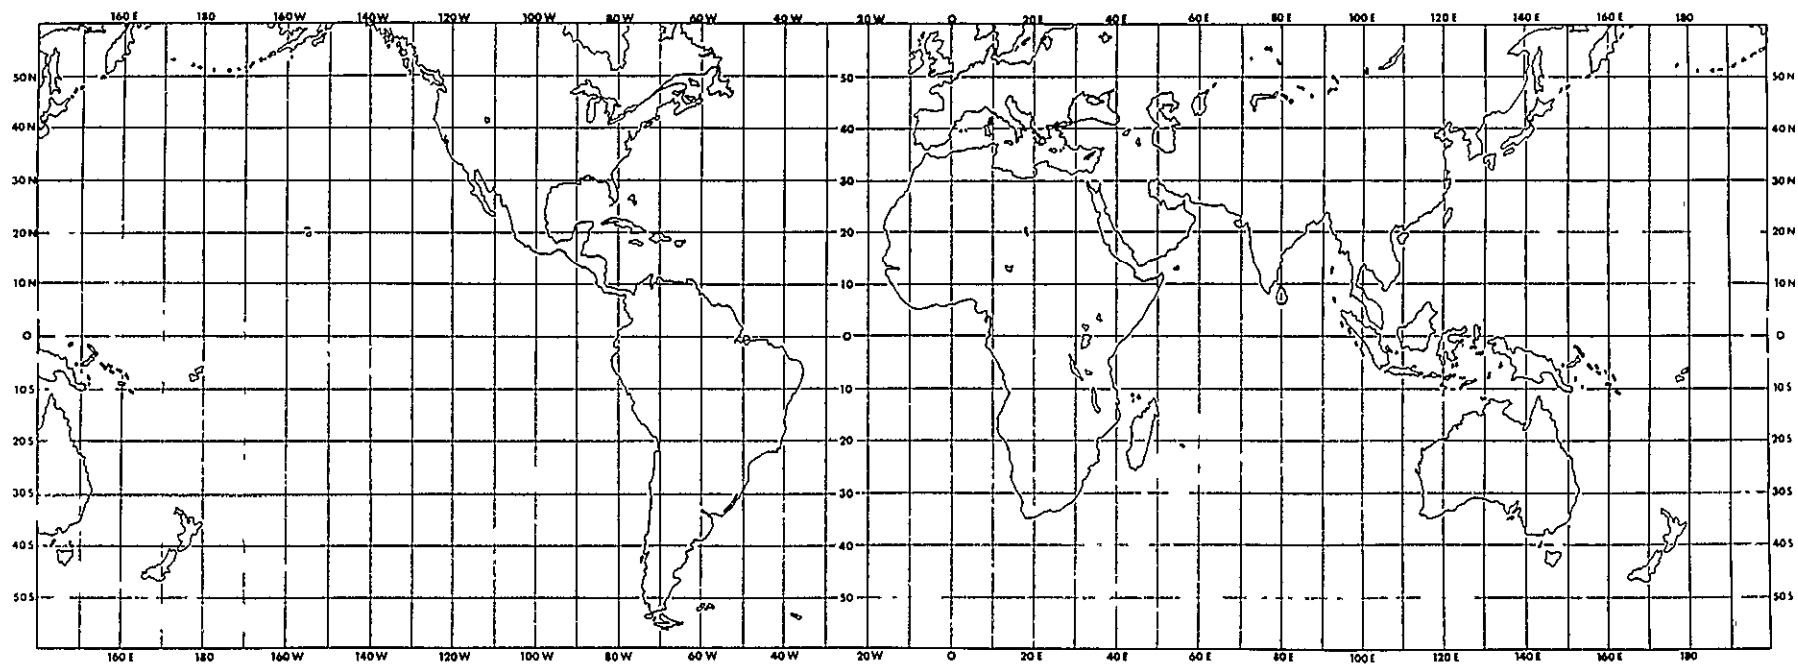 160 E 180 160 W 140 W 120 W 100 W 80 W 60 W 40 W 20 W 0 20 E 40 E 60 E 80 E 100 E 120 E 140 E 160 E 180
50 N 50 50 N
40 N 40 40 N
30 N 30 30 N
20 N 20 20 N
10 N 10 10 N
0 0 0
10 S 10 10 S
20 S 20 20 S
30 S 30 30 S
40 S 40 40 S
50 S 50 50 S
160 E 180 160 W 140 W 120 W 100 W 80 W 60 W 40 W 20 W 0 20 E 40 E 60 E 80 E 100 E 120 E 140 E 160 E 180